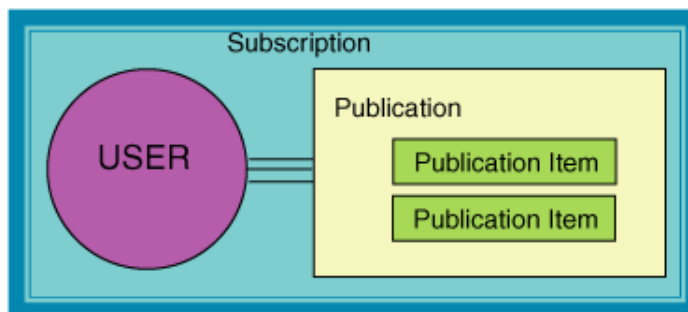 Subscription
USER
Publication
Publication Item
Publication Item